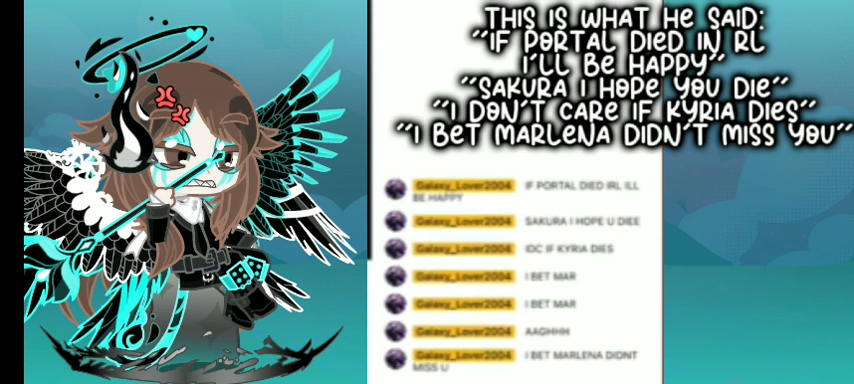 THIS IS WHAT HE SAID:
"IF PORTAL DIED IN RL
I'LL BE HAPPY"
"SAKURA I HOPE YOU DIE"
"I DON'T CARE IF KYRIA DIES"
"I BET MARLENA DIDN'T MISS YOU"
Galaxy_Lover2004 IF PORTAL DIED IRL ILL
BE HAPPY
Galaxy_Lover2004 SAKURA I HOPE U DIEE
Galaxy_Lover2004 IDC IF KYRIA DIES
Galaxy_Lover2004 I BET MAR
Galaxy_Lover2004 I BET MAR
Galaxy_Lover2004 AAGHHH
Galaxy_Lover2004 I BET MARLENA DIDNT
MISS U